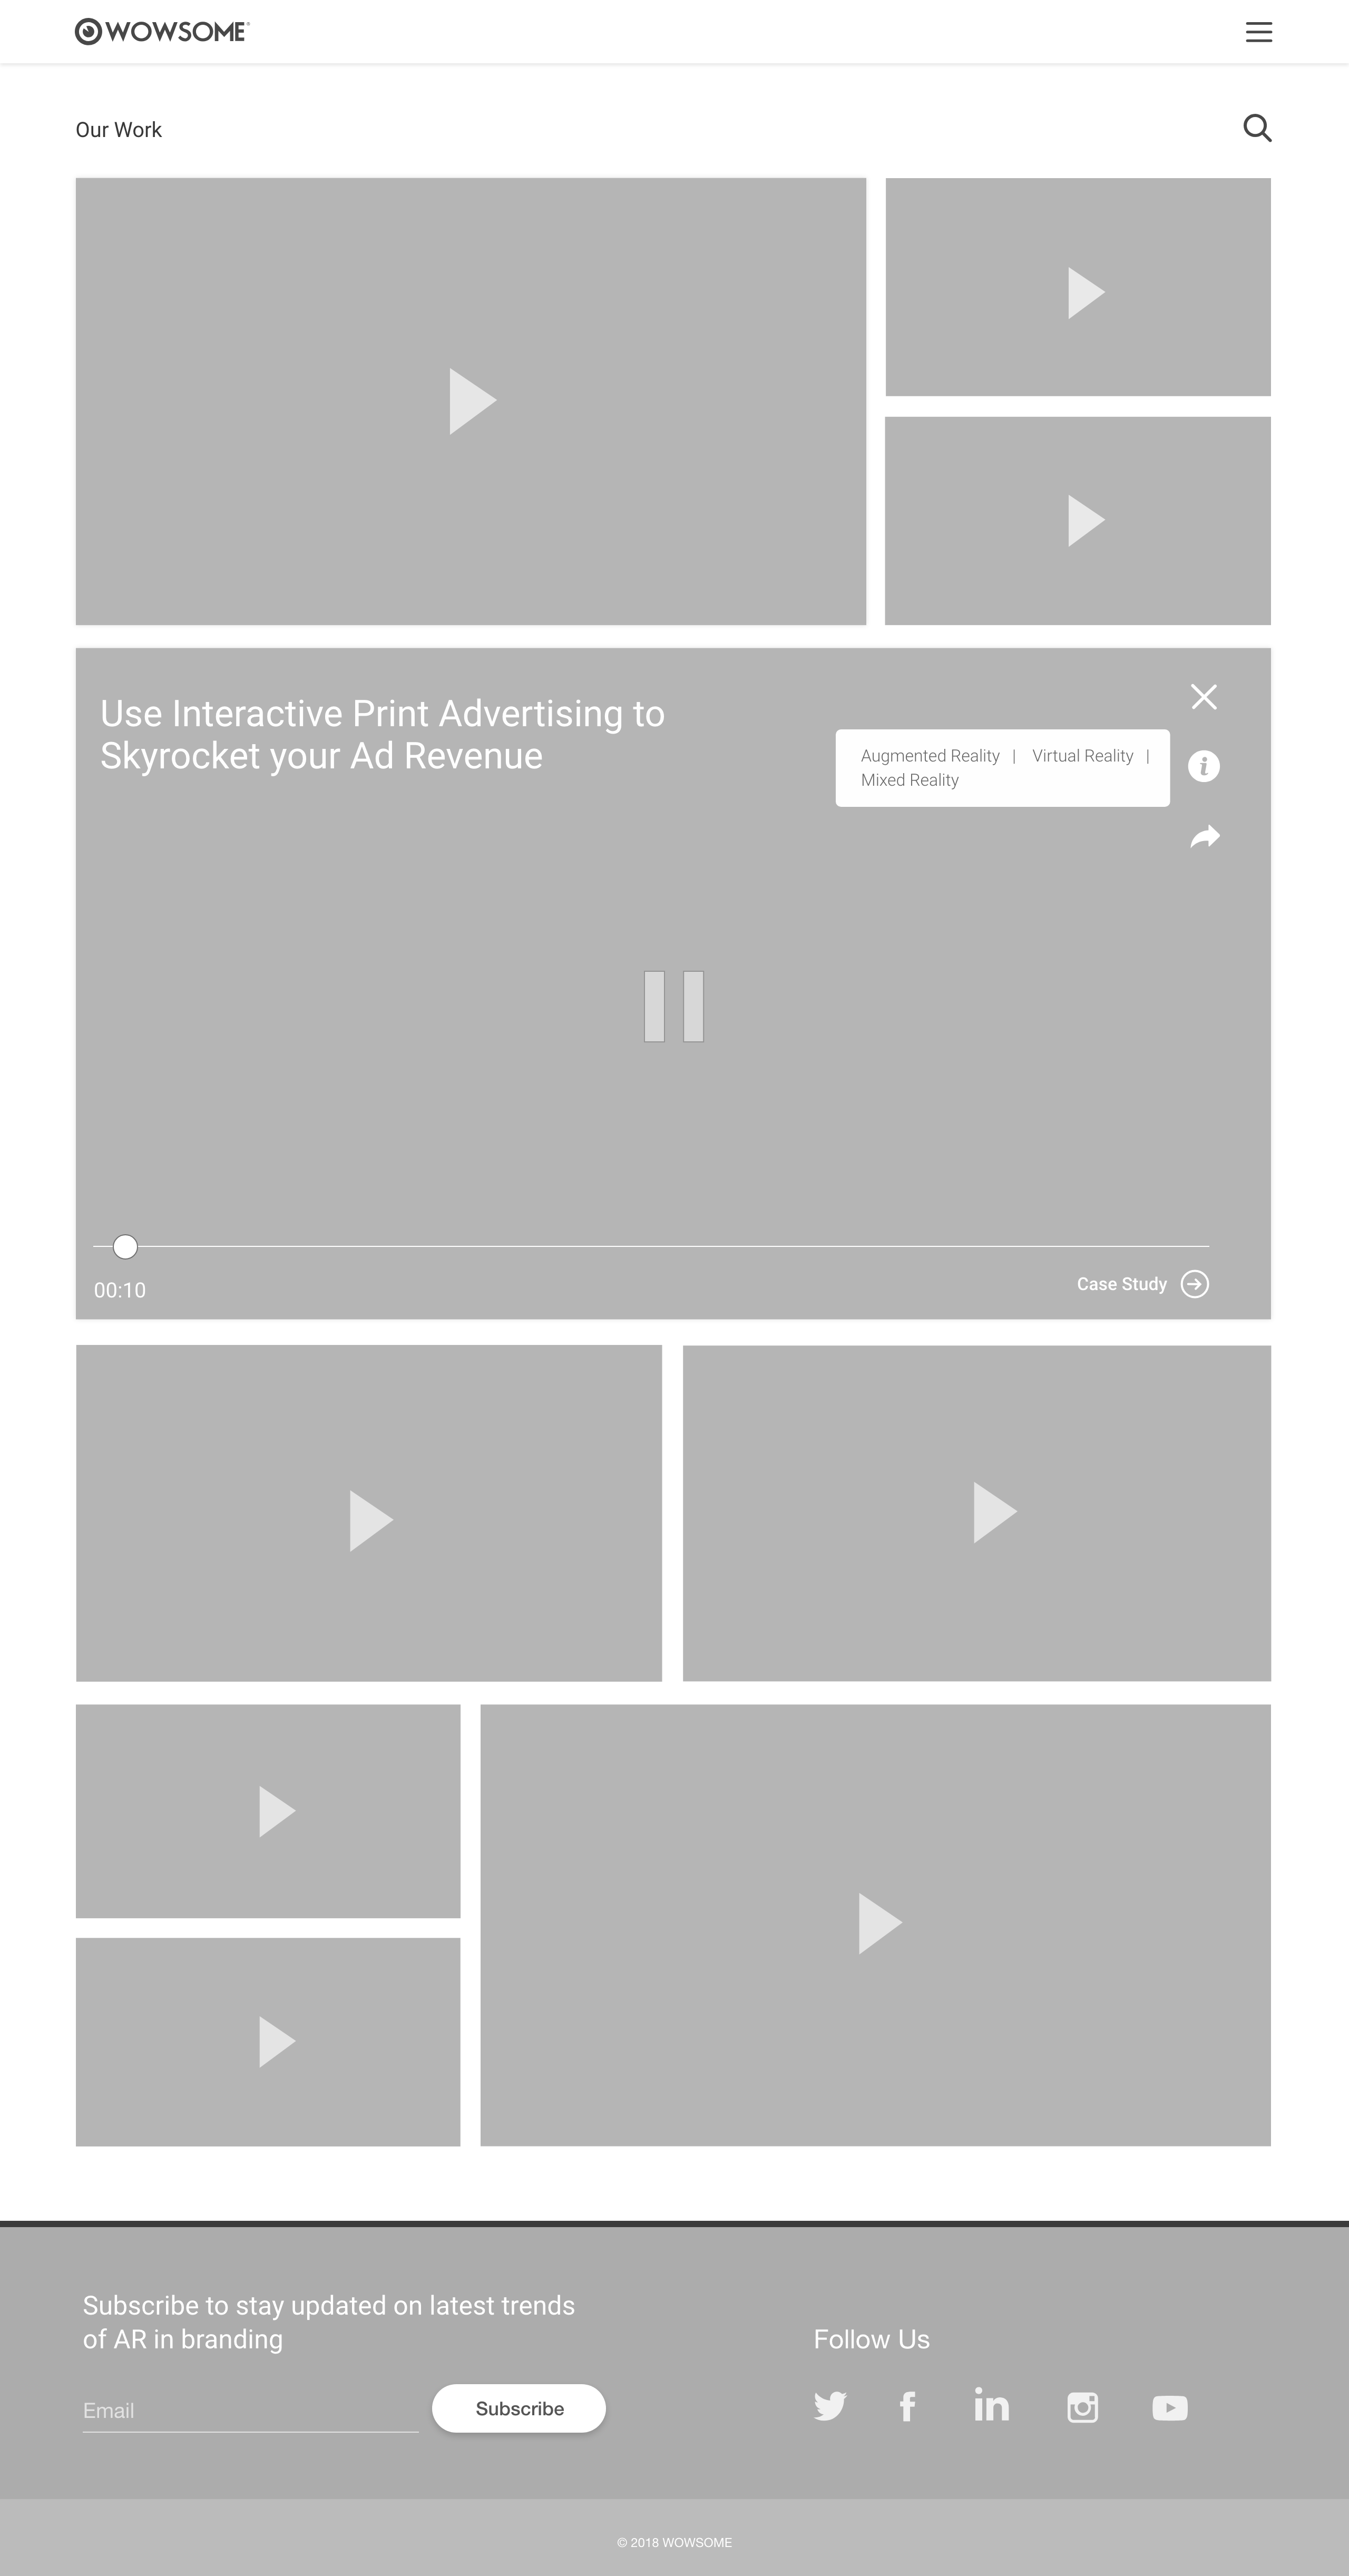 WOWSOME®
Our Work
Use Interactive Print Advertising to
Skyrocket your Ad Revenue
Augmented Reality | Virtual Reality |
Mixed Reality
00:10
Case Study
Subscribe to stay updated on latest trends
of AR in branding
Follow Us
Email
Subscribe
© 2018 WOWSOME